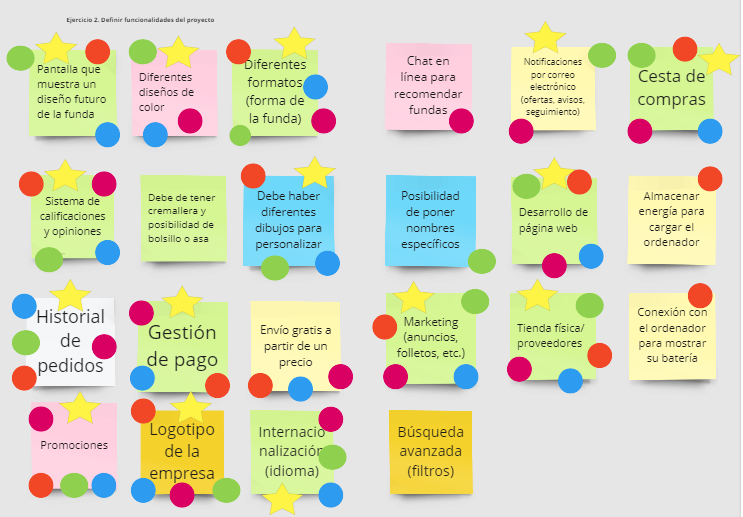 Ejercicio 2. Definir funcionalidades del proyecto
Pantalla que
muestra un
diseño futuro
de la funda
Diferentes
diseños de
color
Diferentes
formatos
(forma de
la funda)
Chat en
línea para
recomendar
fundas
Notificaciones
por correo
electrónico
(ofertas, avisos,
seguimiento)
Cesta de
compras
Sistema de
calificaciones
y opiniones
Debe de tener
cremallera y
posibilidad de
bolsillo o asa
Debe haber
diferentes
dibujos para
personalizar
Posibilidad
de poner
nombres
específicos
Desarrollo de
página web
Almacenar
energía para
cargar el
ordenador
Historial
de
pedidos
Gestión
de pago
Envío gratis a
partir de un
precio
Marketing
(anuncios,
folletos, etc.)
Tienda física/
proveedores
Conexión con
el ordenador
para mostrar
su batería
Promociones
Logotipo
de la
empresa
Internacio
nalización
(idioma)
Búsqueda
avanzada
(filtros)